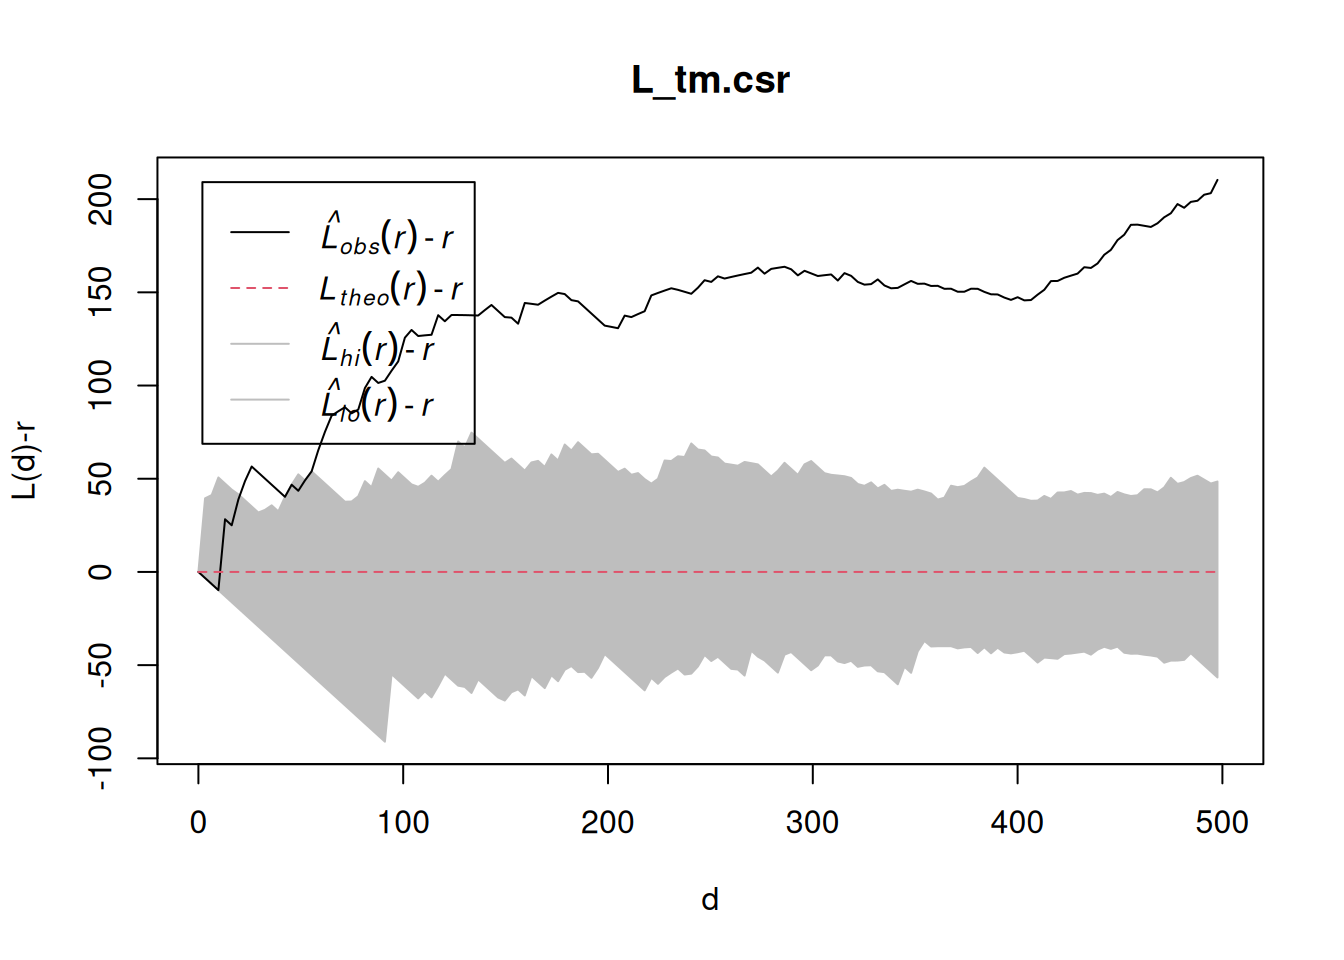 L_tm.csr
L̂obs(r) - r
Ltheo(r) - r
L̂hi(r) - r
L̂lo(r) - r
L(d)-r
200
150
100
50
0
-50
-100
0 100 200 300 400 500
d